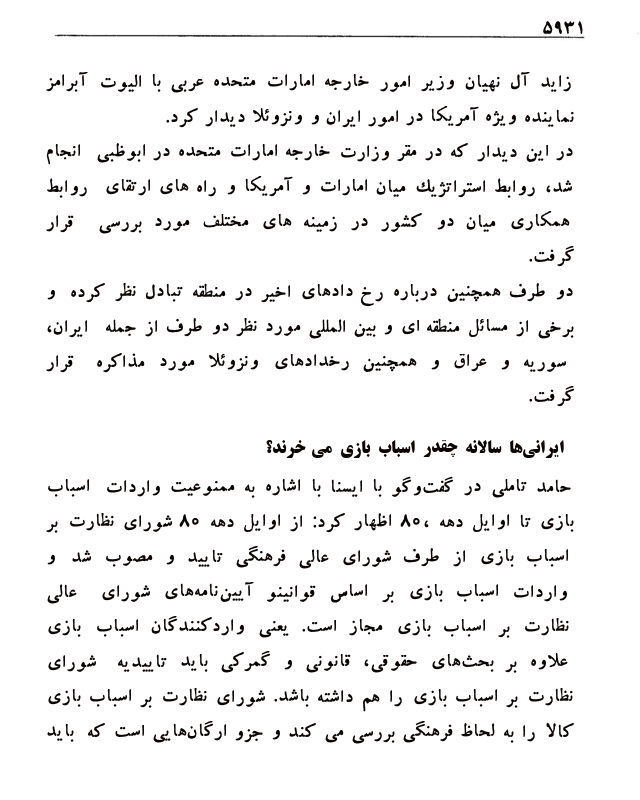 ۵۹۳۱
زاید آل نهیان وزیر امور خارجه امارات متحده عربی با الیوت آبرامز
نماینده ویژه آمریکا در امور ایران و ونزوئلا دیدار کرد.
در این دیدار که در مقر وزارت خارجه امارات متحده در ابوظبی انجام
شد، روابط استراتژیك میان امارات و آمریکا و راه های ارتقای روابط
همکاری میان دو کشور در زمینه های مختلف مورد بررسی قرار
گرفت.
دو طرف همچنین درباره رخ دادهای اخیر در منطقه تبادل نظر کرده و
برخی از مسائل منطقه ای و بین المللی مورد نظر دو طرف از جمله ایران،
سوریه و عراق و همچنین رخدادهای ونزوئلا مورد مذاکره قرار
گرفت.
ایرانی‌ها سالانه چقدر اسباب بازی می خرند؟
حامد تاملی در گفت‌وگو با ایسنا با اشاره به ممنوعیت واردات اسباب
بازی تا اوایل دهه ۸۰، اظهار کرد: از اوایل دهه ۸۰ شورای نظارت بر
اسباب بازی از طرف شورای عالی فرهنگی تایید و مصوب شد و
واردات اسباب بازی بر اساس قوانینو آیین‌نامه‌های شورای عالی
نظارت بر اسباب بازی مجاز است. یعنی واردکنندگان اسباب بازی
علاوه بر بحث‌های حقوقی، قانونی و گمرکی باید تاییدیه شورای
نظارت بر اسباب بازی را هم داشته باشد. شورای نظارت بر اسباب بازی
کالا را به لحاظ فرهنگی بررسی می کند و جزو ارگان‌هایی است که باید